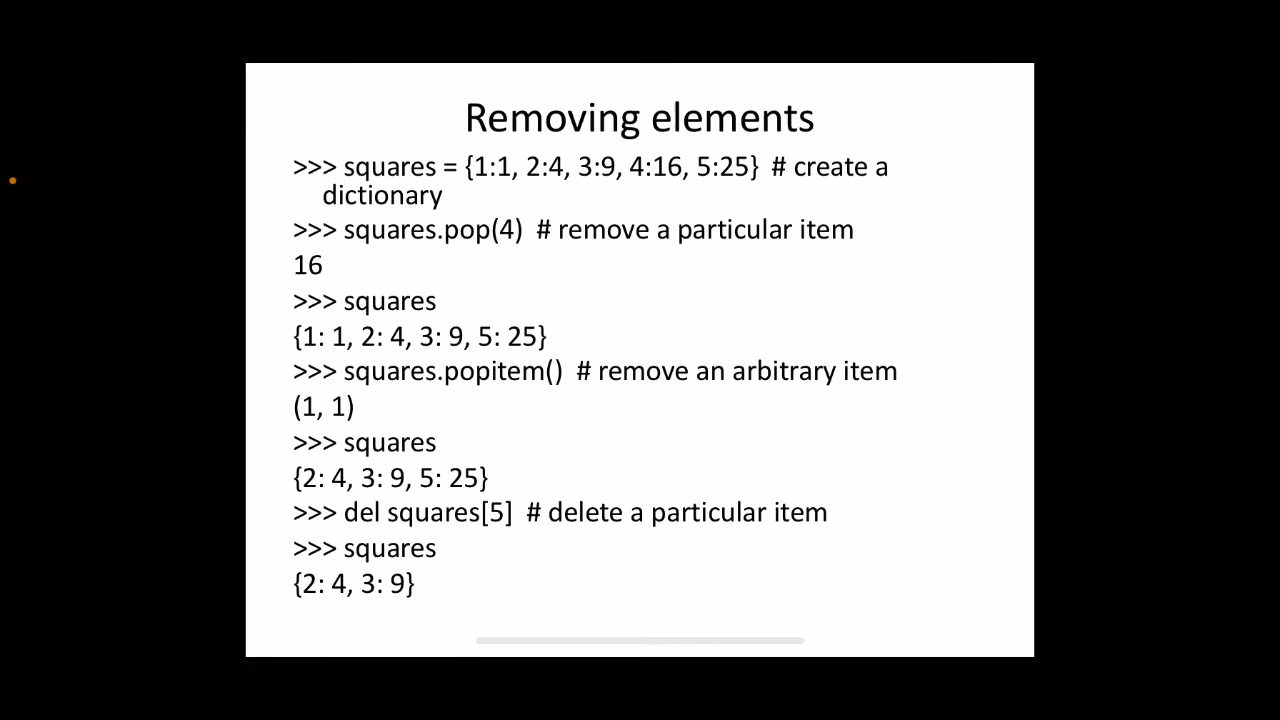 Removing elements
>>> squares = {1:1, 2:4, 3:9, 4:16, 5:25}  # create a
dictionary
>>> squares.pop(4)  # remove a particular item
16
>>> squares
{1: 1, 2: 4, 3: 9, 5: 25}
>>> squares.popitem()  # remove an arbitrary item
(1, 1)
>>> squares
{2: 4, 3: 9, 5: 25}
>>> del squares[5]  # delete a particular item
>>> squares
{2: 4, 3: 9}